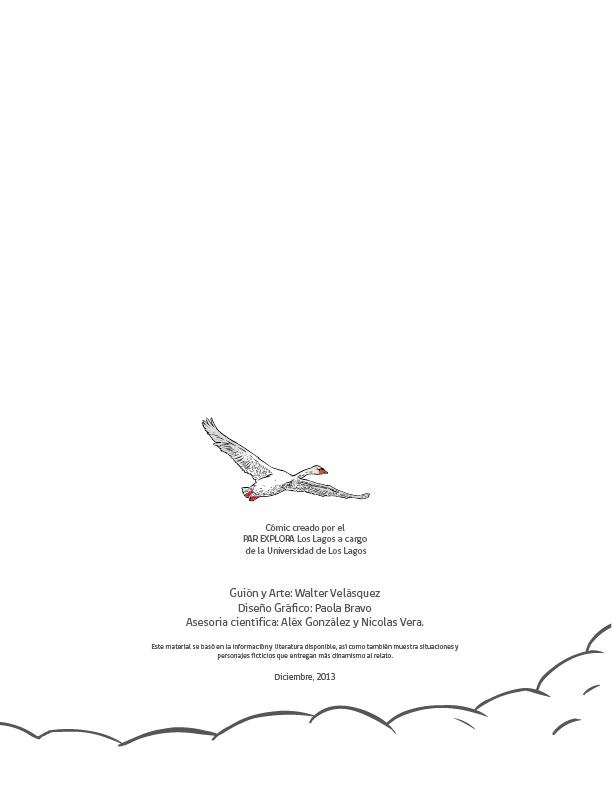 Cómic creado por el
PAR EXPLORA Los Lagos a cargo
de la Universidad de Los Lagos
Guión y Arte: Walter Velásquez
Diseño Gráfico: Paola Bravo
Asesoría científica: Aléx González y Nicolas Vera.
Este material se basó en la información y literatura disponible, así como también muestra situaciones y
personajes ficticios que entregan más dinamismo al relato.
Diciembre, 2013